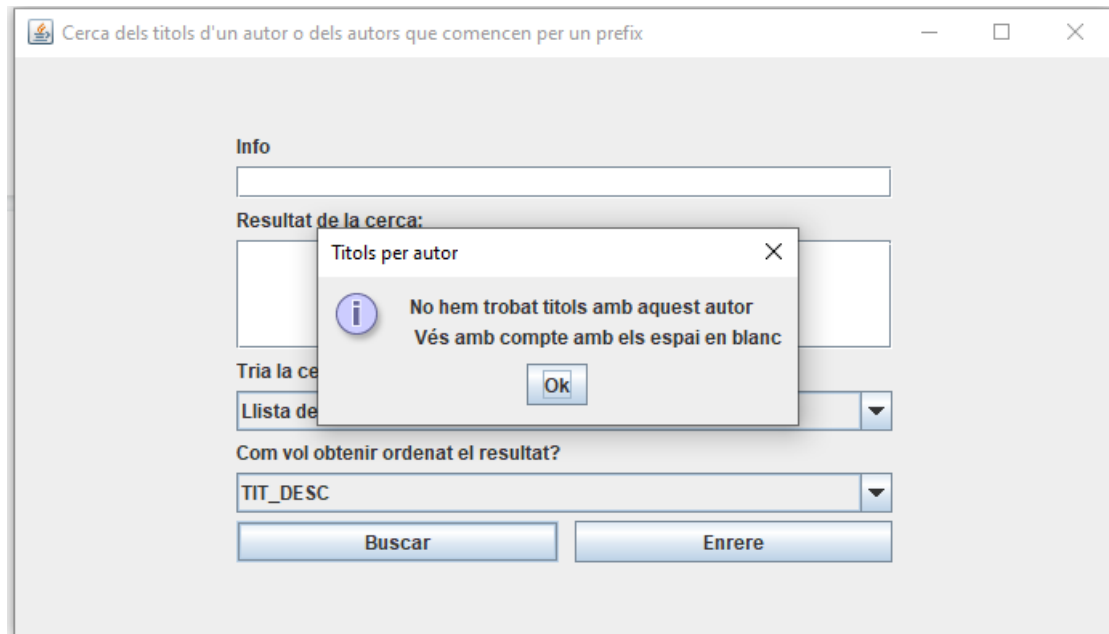 Cerca dels titols d'un autor o dels autors que comencen per un prefix
Info
Resultat de la cerca:
Titols per autor
No hem trobat titols amb aquest autor
Vés amb compte amb els espai en blanc
Ok
Tria la ce
Llista de
Com vol obtenir ordenat el resultat?
TIT_DESC
Buscar
Enrere